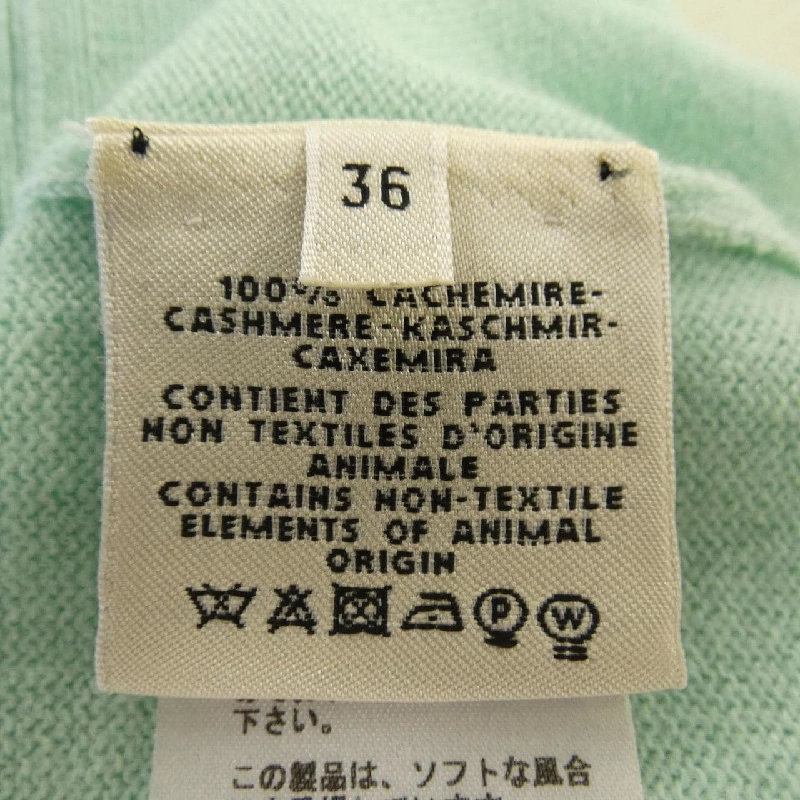 36
100% CACHEMIRE-
CASHMERE-KASCHMIR-
CAXEMIRA
CONTIENT DES PARTIES
NON TEXTILES D'ORIGINE
ANIMALE
CONTAINS NON-TEXTILE
ELEMENTS OF ANIMAL
ORIGIN
P W
下さい。
この製品は、ソフトな風合